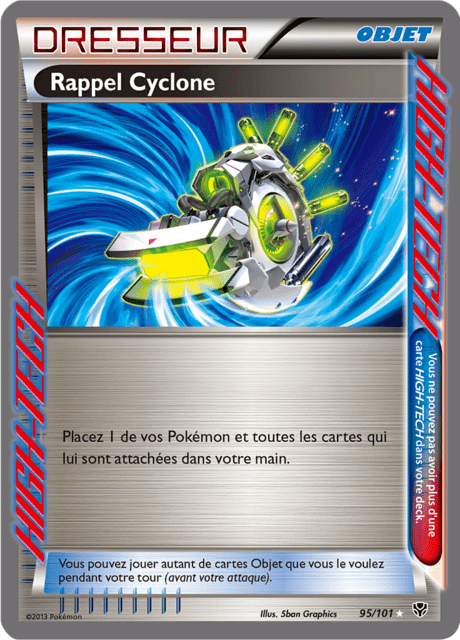 DRESSEUR
OBJET
Rappel Cyclone
HIGH-TECH
HIGH-TECH
Vous ne pouvez pas avoir plus d'une
carte HIGH-TECH dans votre deck.
Placez 1 de vos Pokémon et toutes les cartes qui
lui sont attachées dans votre main.
Vous pouvez jouer autant de cartes Objet que vous le voulez
pendant votre tour (avant votre attaque).
©2013 Pokémon
Illus. 5ban Graphics
95/101